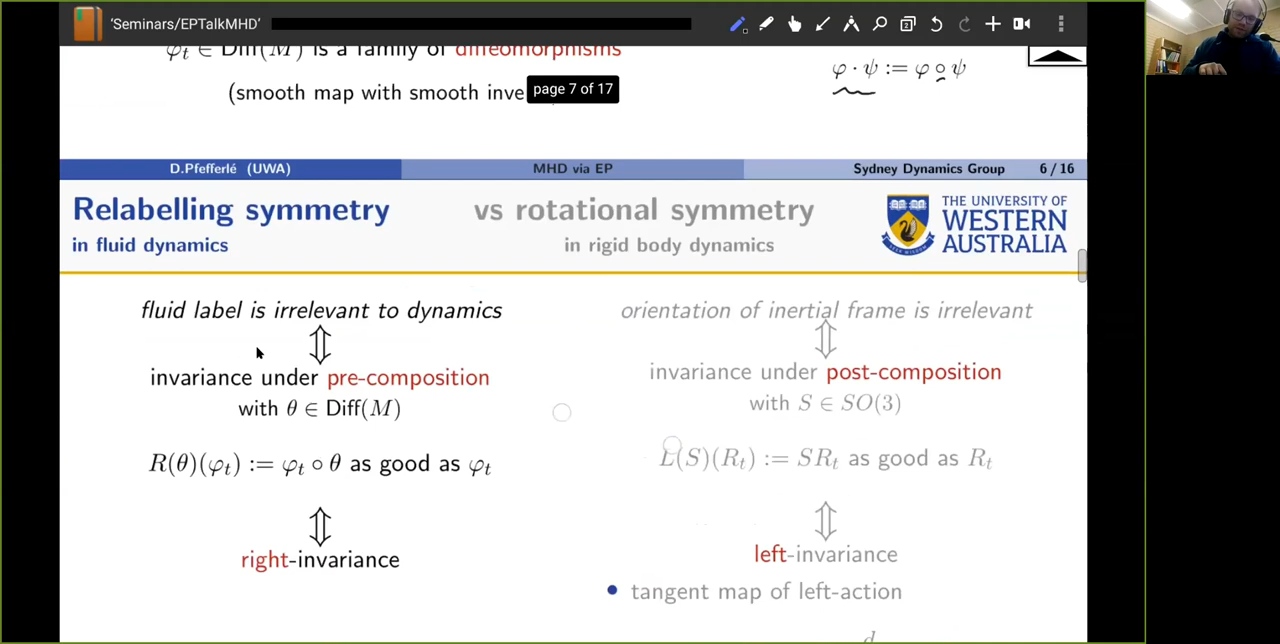 ‘Seminars/EPTalkMHD’
φₜ ∈ Diff(M) is a family of diffeomorphisms
(smooth map with smooth inve
page 7 of 17
φ · ψ := φ ∘ ψ
D.Pfefferlé (UWA) MHD via EP Sydney Dynamics Group 6 / 16
Relabelling symmetry
in fluid dynamics
vs rotational symmetry
in rigid body dynamics
THE UNIVERSITY OF
WESTERN
AUSTRALIA
fluid label is irrelevant to dynamics
⇕
invariance under pre-composition
with θ ∈ Diff(M)
R(θ)(φₜ) := φₜ ∘ θ as good as φₜ
⇕
right-invariance
orientation of inertial frame is irrelevant
⇕
invariance under post-composition
with S ∈ SO(3)
L(S)(Rₜ) := SRₜ as good as Rₜ
⇕
left-invariance
• tangent map of left-action
d